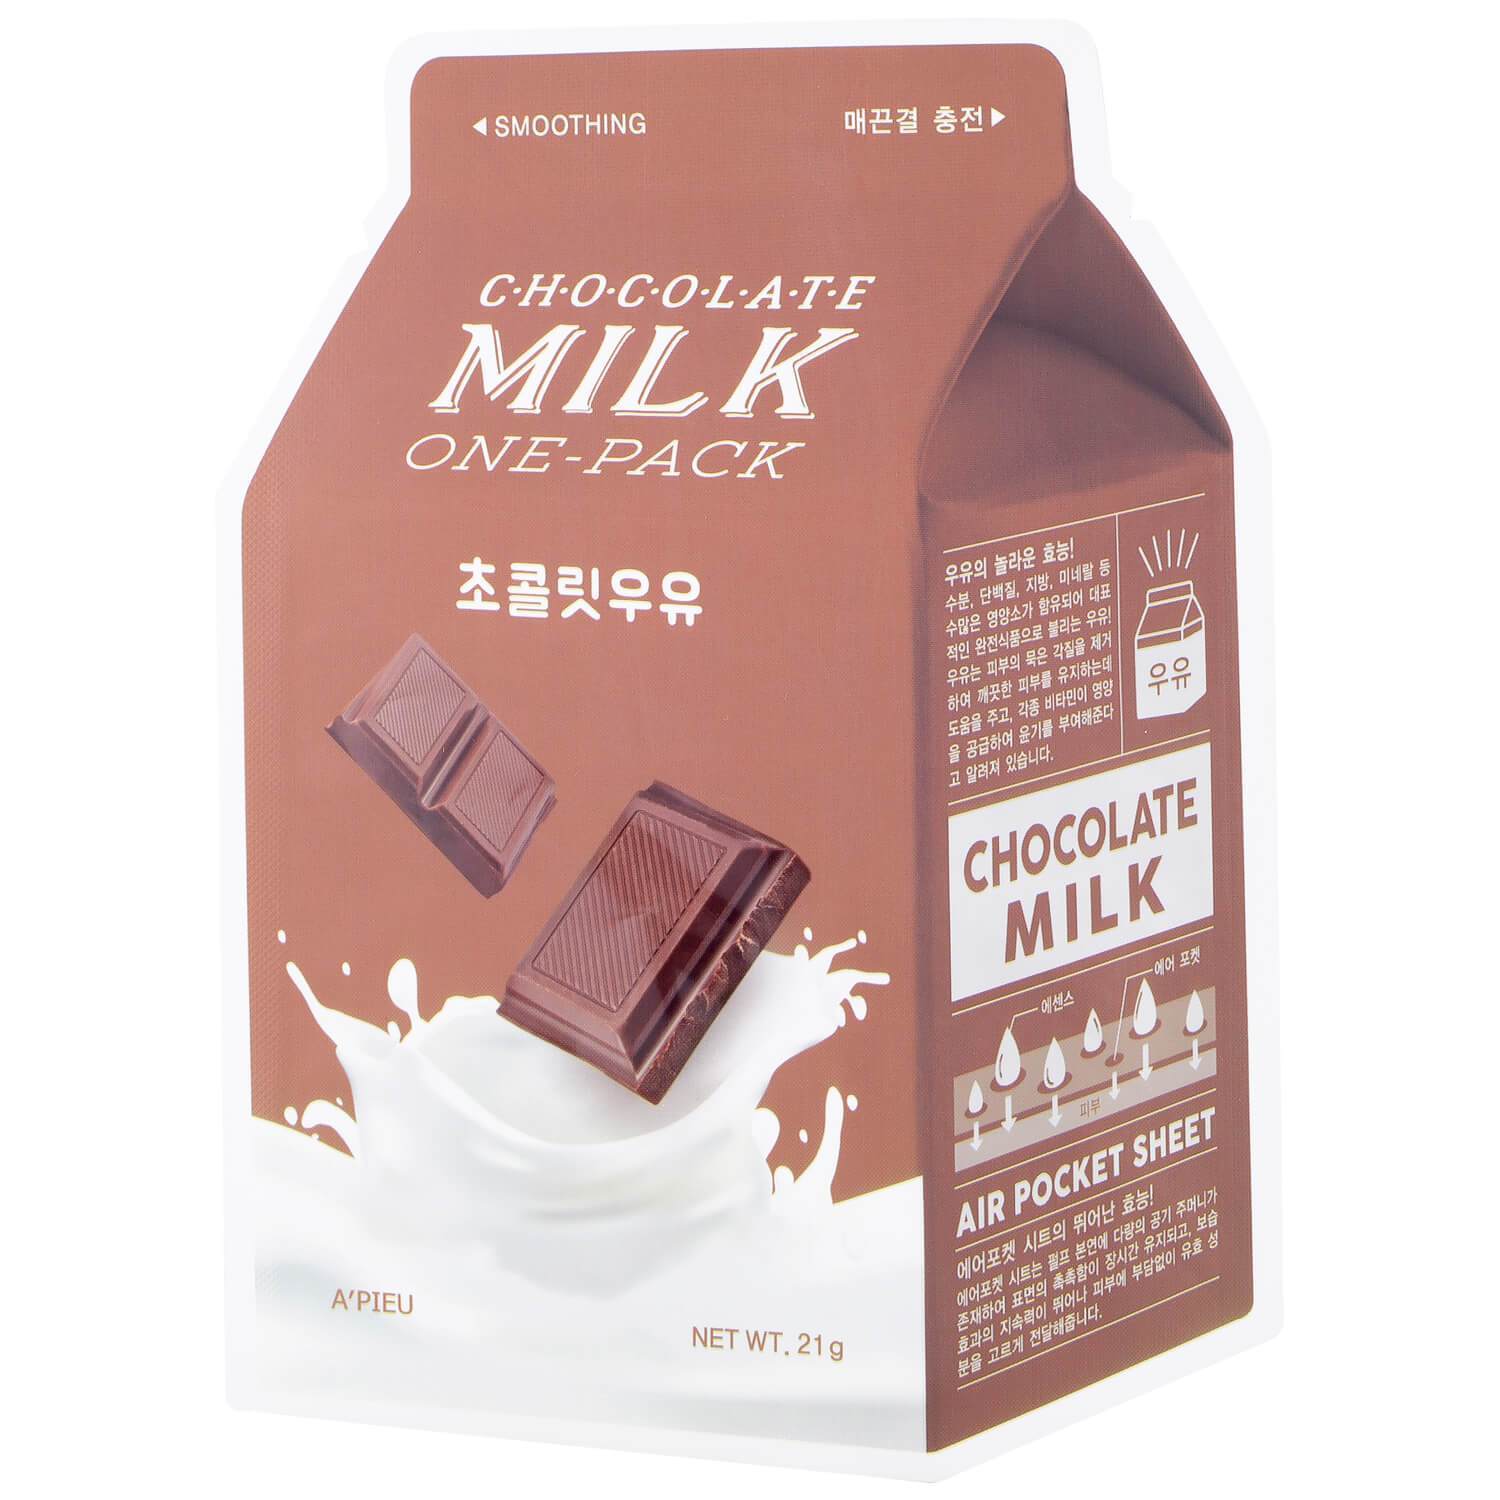 SMOOTHING
매끈결 충전
C·H·O·C·O·L·A·T·E
MILK
ONE-PACK
초콜릿우유
A'PIEU
NET WT. 21g
우유의 놀라운 효능!
수분, 단백질, 지방, 미네랄 등
수많은 영양소가 함유되어 대표
적인 완전식품으로 불리는 우유!
우유는 피부의 묵은 각질을 제거
하여 깨끗한 피부를 유지하는데
도움을 주고, 각종 비타민이 영양
을 공급하여 윤기를 부여해준다
고 알려져 있습니다.
우유
CHOCOLATE
MILK
에센스
에어 포켓
피부
AIR POCKET SHEET
에어포켓 시트의 뛰어난 효능!
에어포켓 시트는 펄프 본연에 다량의 공기 주머니가
존재하여 표면의 촉촉함이 장시간 유지되고, 보습
효과의 지속력이 뛰어나 피부에 부담없이 유효 성
분을 고르게 전달해줍니다.